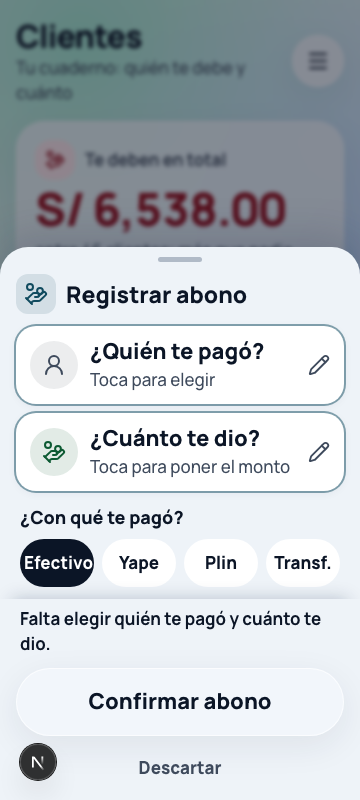 Clientes
Tu cuaderno: quién te debe y
cuánto
Te deben en total
S/ 6,538.00
Registrar abono
¿Quién te pagó?
Toca para elegir
¿Cuánto te dio?
Toca para poner el monto
¿Con qué te pagó?
Efectivo Yape Plin Transf.
Falta elegir quién te pagó y cuánto te
dio.
Confirmar abono
N
Descartar